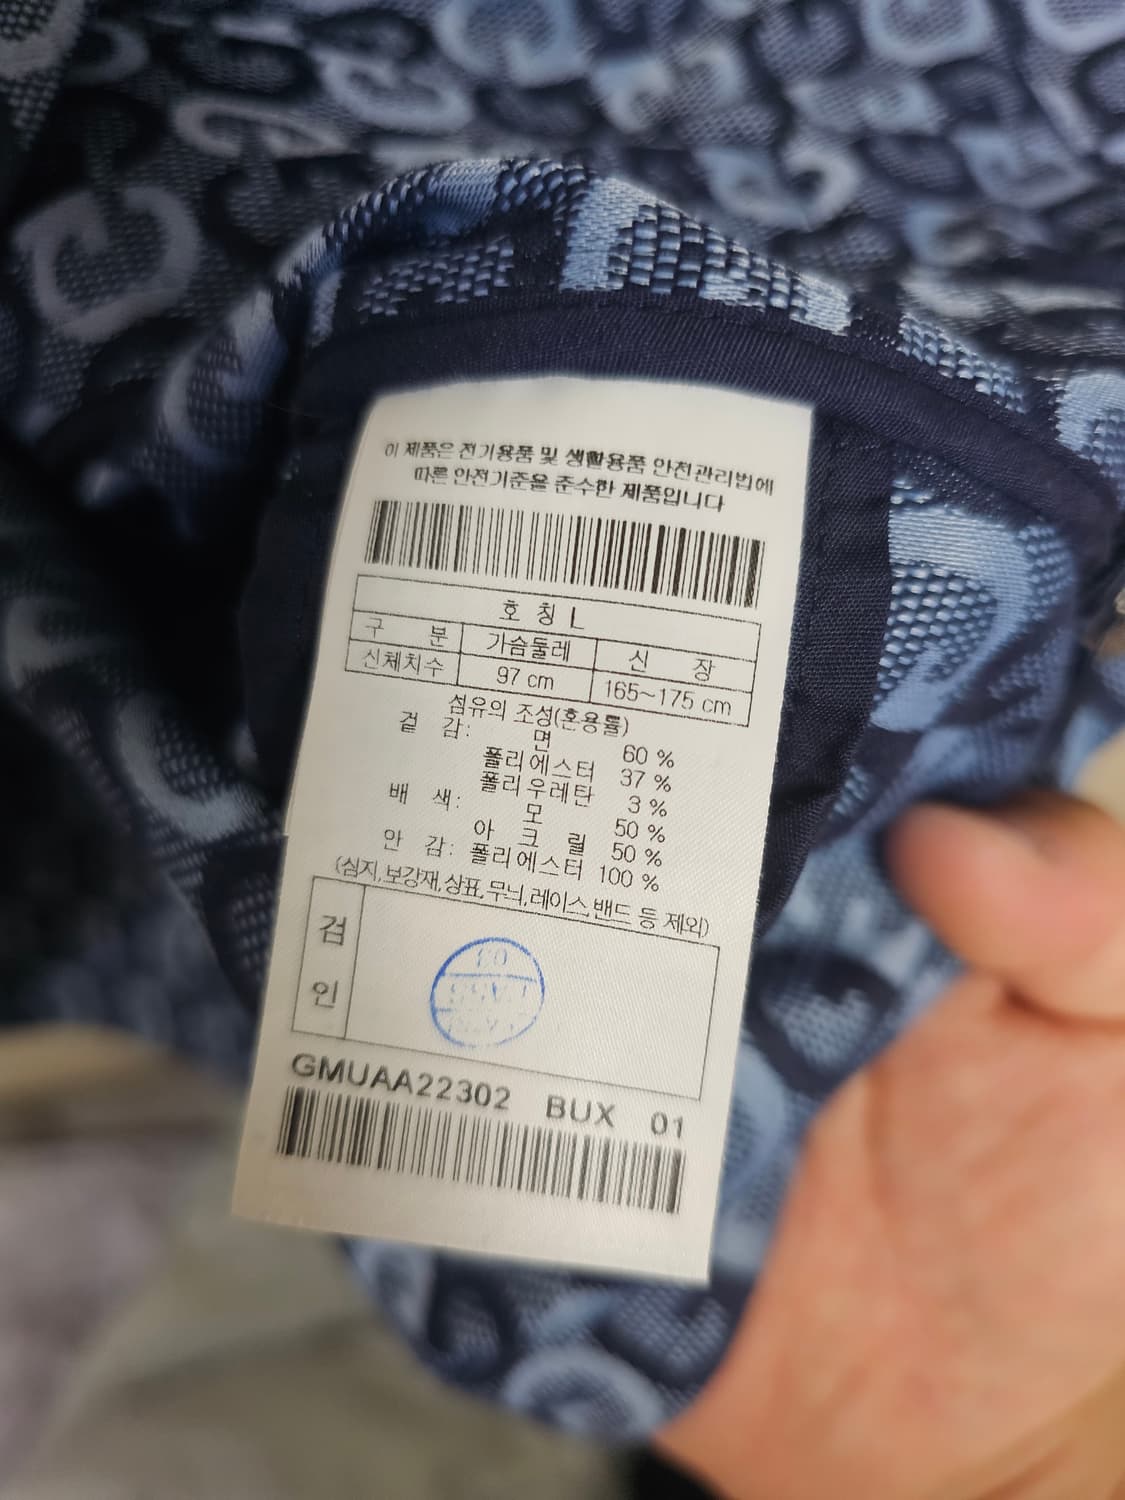 이 제품은 전기용품 및 생활용품 안전관리법에
따른 안전기준을 준수한 제품입니다
호 칭 L
구 분 가슴둘레 신 장
신체치수 97 cm 165~175 cm
섬유의 조성(혼용률)
겉 감: 면 60 %
폴리에스터 37 %
폴리우레탄 3 %
배 색: 모 50 %
아 크 릴 50 %
안 감: 폴리에스터 100 %
(심지,보강재,상표,무늬,레이스,밴드 등 제외)
검
인
03
PASS
GMUAA22302 BUX 01